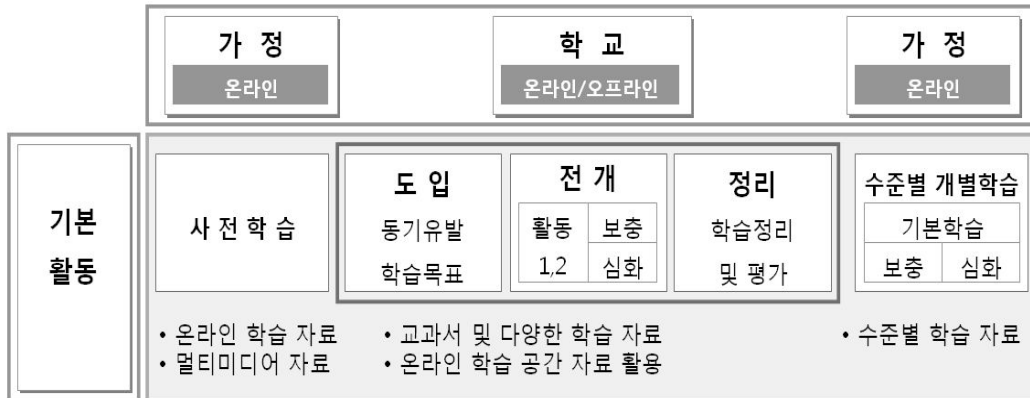 가 정
온라인
학 교
온라인/오프라인
가 정
온라인
기본
활동
사 전 학 습
도 입
동기유발
학습목표
전 개
활동
1,2
보충
심화
정리
학습정리
및 평가
수준별 개별학습
기본학습
보충
심화
• 온라인 학습 자료
• 멀티미디어 자료
• 교과서 및 다양한 학습 자료
• 온라인 학습 공간 자료 활용
• 수준별 학습 자료